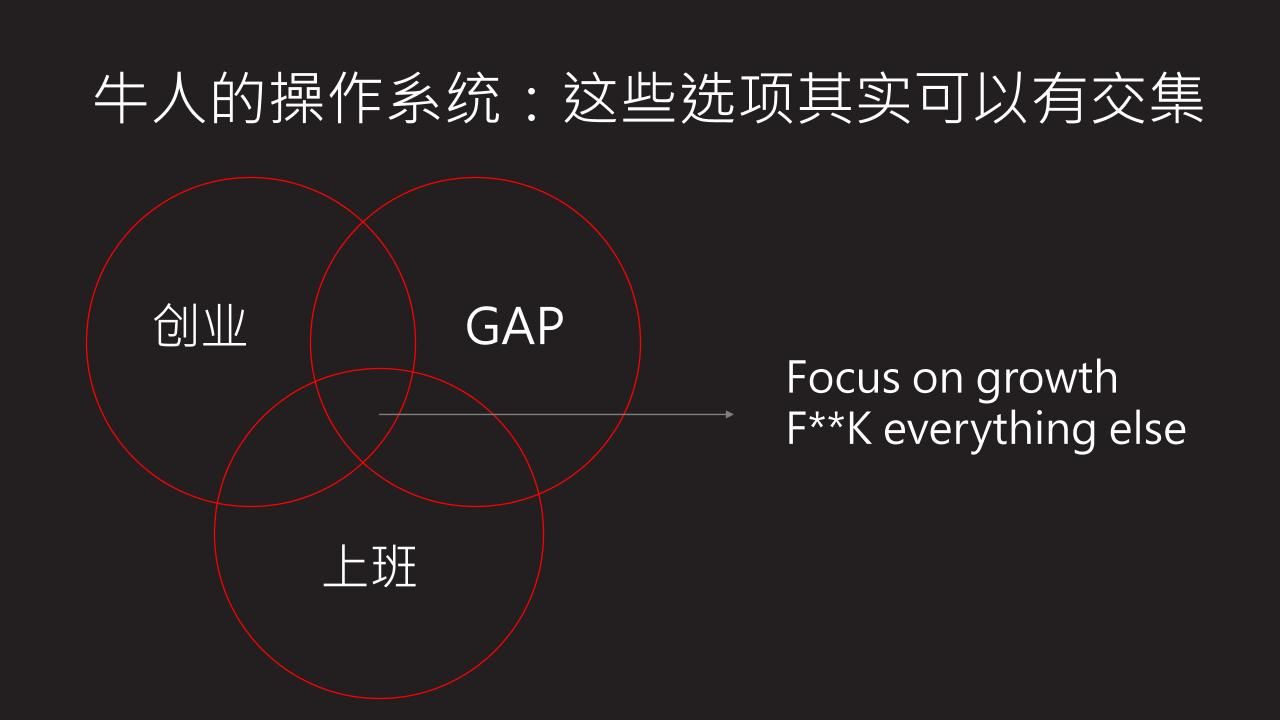 牛人的操作系统：这些选项其实可以有交集
创业
GAP
Focus on growth
F**K everything else
上班